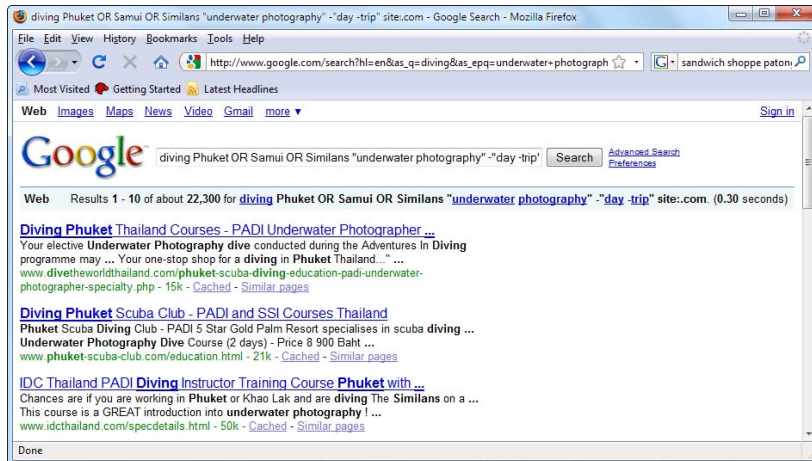 diving Phuket OR Samui OR Similans "underwater photography" -"day -trip" site:.com - Google Search - Mozilla Firefox
File Edit View History Bookmarks Tools Help
http://www.google.com/search?hl=en&as_q=diving&as_epq=underwater+photograph G sandwich shoppe patong
Most Visited Getting Started Latest Headlines
Web Images Maps News Video Gmail more ▼ Sign in
Google diving Phuket OR Samui OR Similans "underwater photography" -"day -trip" Search Advanced Search
Preferences
Web Results 1 - 10 of about 22,300 for diving Phuket OR Samui OR Similans "underwater photography" -"day -trip" site:.com. (0.30 seconds)
Diving Phuket Thailand Courses - PADI Underwater Photographer ...
Your elective Underwater Photography dive conducted during the Adventures In Diving
programme may ... Your one-stop shop for a diving in Phuket Thailand..." ...
www.divetheworldthailand.com/phuket-scuba-diving-education-padi-underwater-
photographer-specialty.php - 15k - Cached - Similar pages
Diving Phuket Scuba Club - PADI and SSI Courses Thailand
Phuket Scuba Diving Club - PADI 5 Star Gold Palm Resort specialises in scuba diving ...
Underwater Photography Dive Course (2 days) - Price 8 900 Baht ...
www.phuket-scuba-club.com/education.html - 21k - Cached - Similar pages
IDC Thailand PADI Diving Instructor Training Course Phuket with ...
Chances are if you are working in Phuket or Khao Lak and are diving The Similans on a ...
This course is a GREAT introduction into underwater photography ! ...
www.idcthailand.com/specdetails.html - 50k - Cached - Similar pages
Done